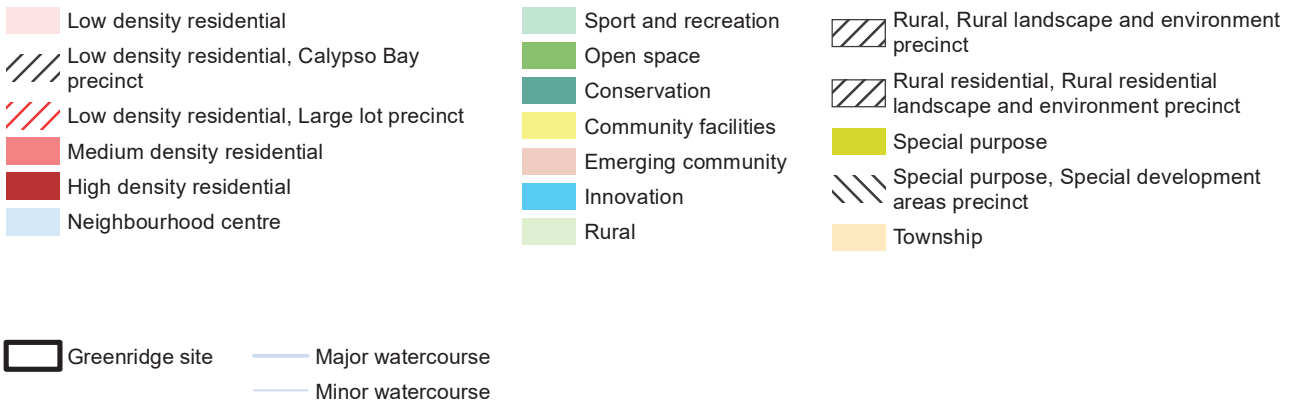 Low density residential
Low density residential, Calypso Bay
precinct
Low density residential, Large lot precinct
Medium density residential
High density residential
Neighbourhood centre
Sport and recreation
Open space
Conservation
Community facilities
Emerging community
Innovation
Rural
Rural, Rural landscape and environment
precinct
Rural residential, Rural residential
landscape and environment precinct
Special purpose
Special purpose, Special development
areas precinct
Township
Greenridge site
Major watercourse
Minor watercourse